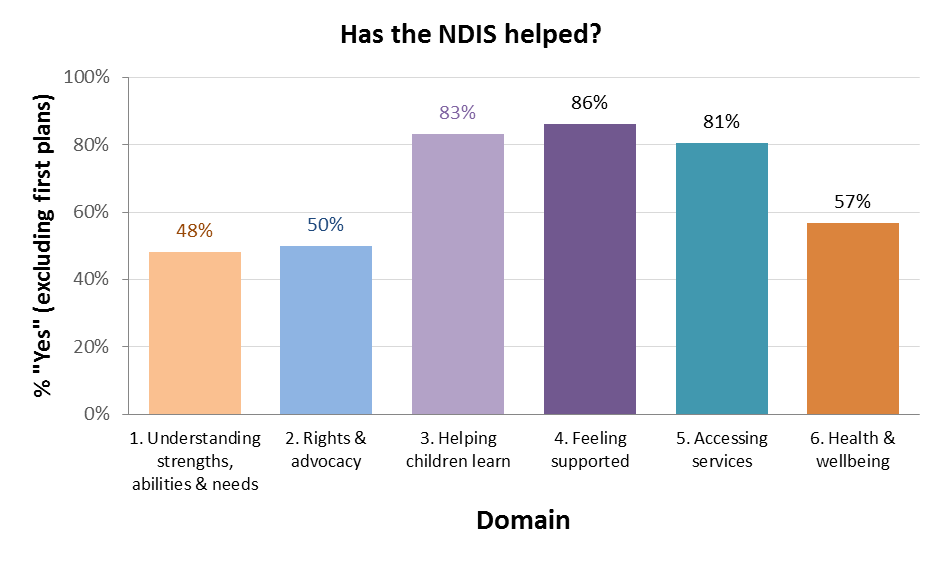 Has the NDIS helped?
% "Yes" (excluding first plans)
100%
80%
60%
40%
20%
0%
48%
50%
83%
86%
81%
57%
1. Understanding
strengths,
abilities & needs
2. Rights &
advocacy
3. Helping
children learn
4. Feeling
supported
5. Accessing
services
6. Health &
wellbeing
Domain